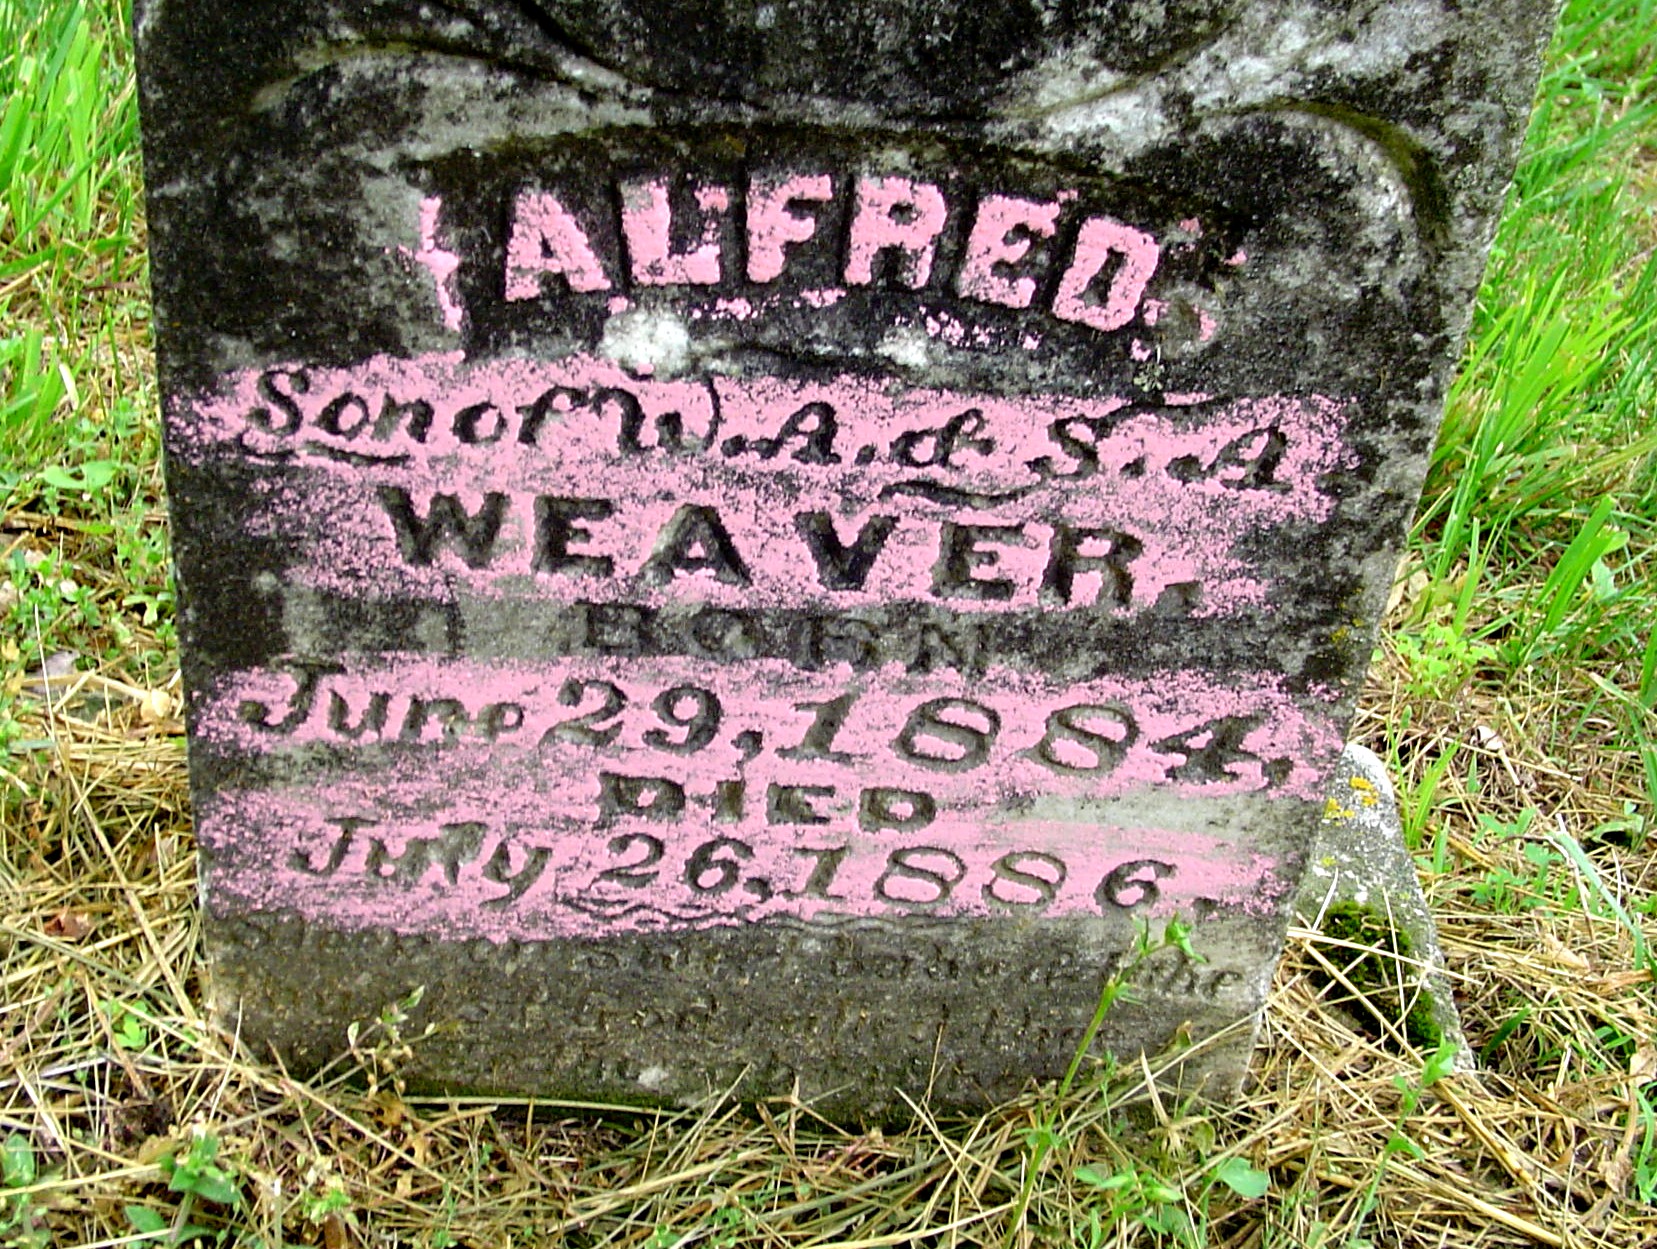 ALFRED
Son of W. A. & S. A
WEAVER.
BORN
June 29, 1884,
DIED
July 26, 1886.